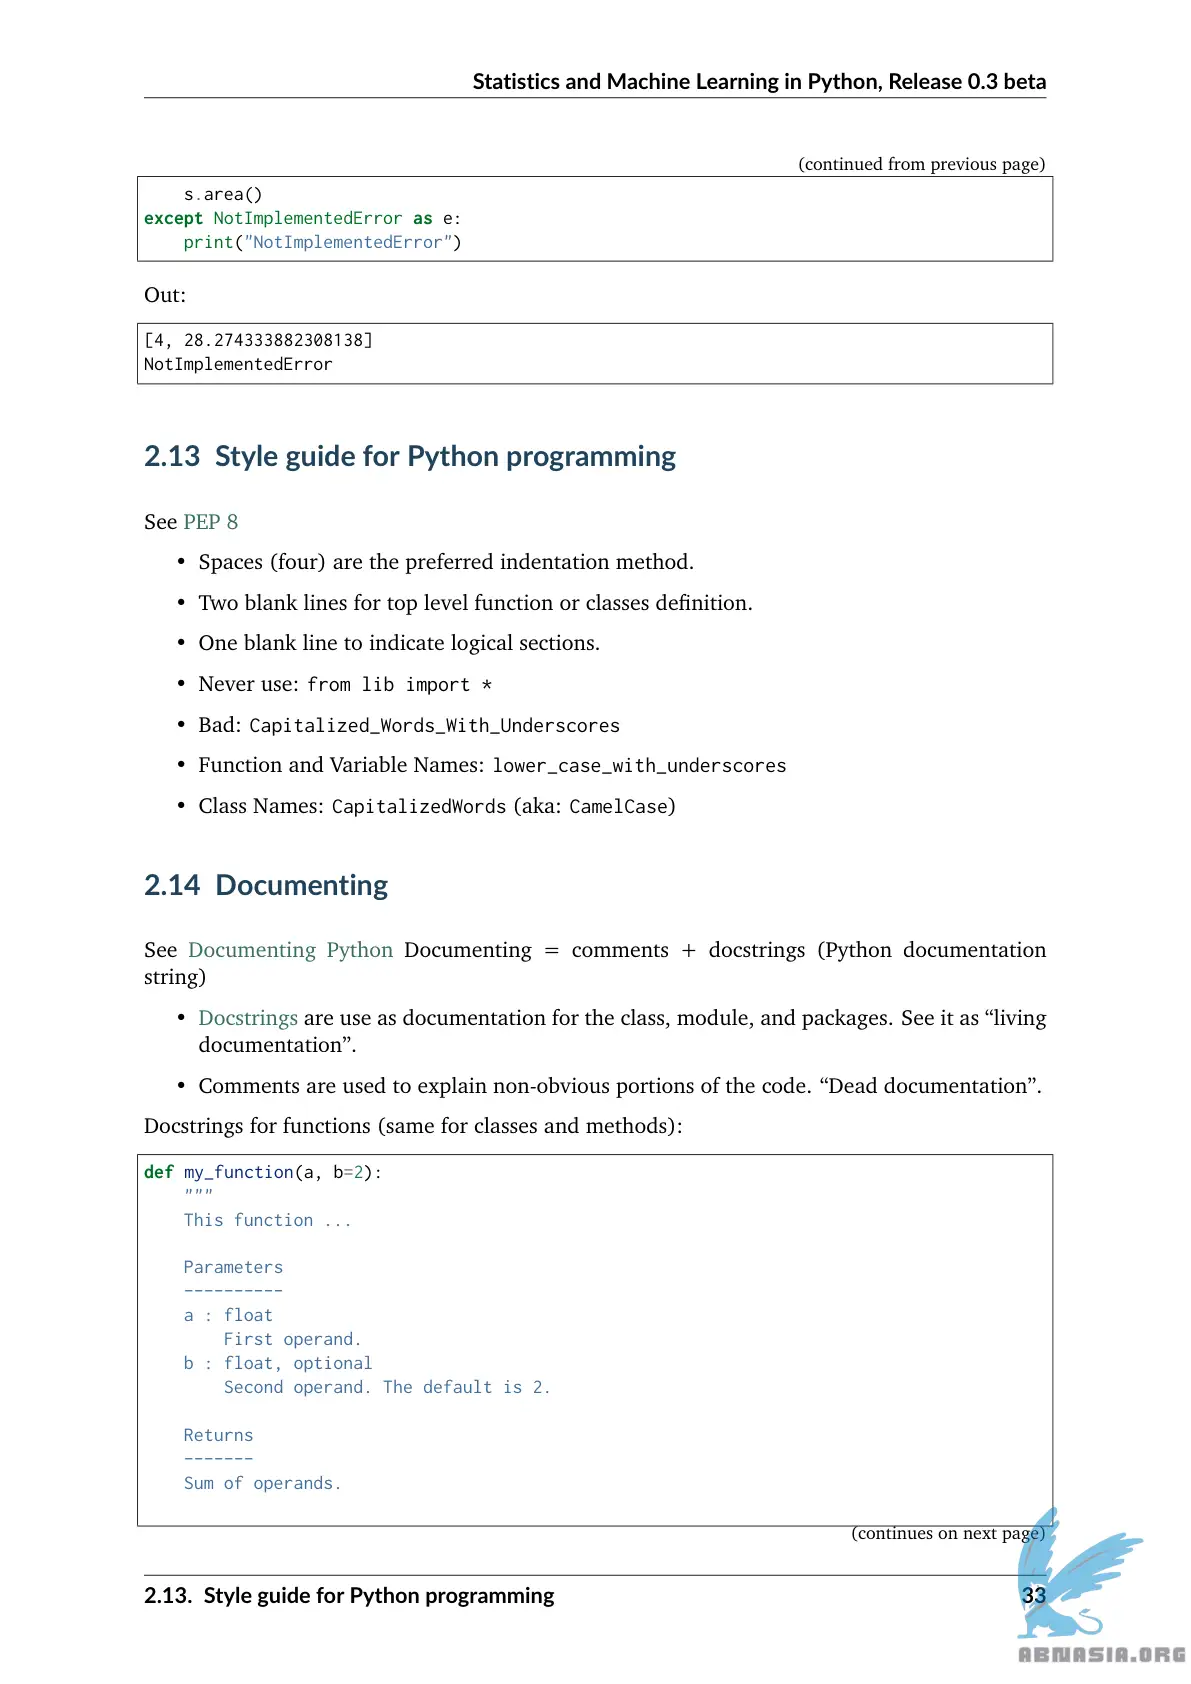 Statistics and Machine Learning in Python, Release 0.3 beta
(continued from previous page)
    s.area()
except NotImplementedError as e:
    print("NotImplementedError")
Out:
[4, 28.274333882308138]
NotImplementedError
2.13 Style guide for Python programming
See PEP 8
• Spaces (four) are the preferred indentation method.
• Two blank lines for top level function or classes definition.
• One blank line to indicate logical sections.
• Never use: from lib import *
• Bad: Capitalized_Words_With_Underscores
• Function and Variable Names: lower_case_with_underscores
• Class Names: CapitalizedWords (aka: CamelCase)
2.14 Documenting
See Documenting Python Documenting = comments + docstrings (Python documentation
string)
• Docstrings are use as documentation for the class, module, and packages. See it as “living
documentation”.
• Comments are used to explain non-obvious portions of the code. “Dead documentation”.
Docstrings for functions (same for classes and methods):
def my_function(a, b=2):
    """
    This function ...
    Parameters
    ----------
    a : float
        First operand.
    b : float, optional
        Second operand. The default is 2.
    Returns
    -------
    Sum of operands.
(continues on next page)
2.13. Style guide for Python programming 33
ABNASIA.ORG